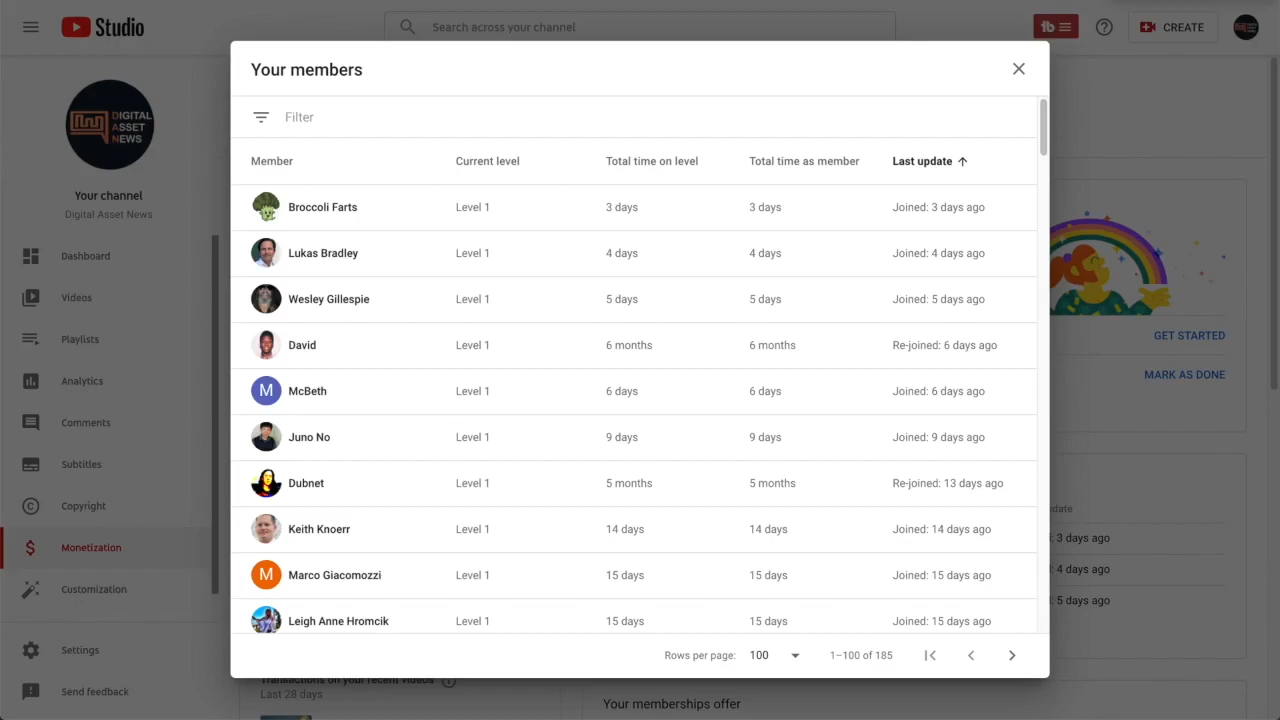 Studio
Search across your channel
CREATE
Your members
Filter
Member Current level Total time on level Total time as member Last update
Broccoli Farts Level 1 3 days 3 days Joined: 3 days ago
Lukas Bradley Level 1 4 days 4 days Joined: 4 days ago
Wesley Gillespie Level 1 5 days 5 days Joined: 5 days ago
David Level 1 6 months 6 months Re-joined: 6 days ago
M McBeth Level 1 6 days 6 days Joined: 6 days ago
Juno No Level 1 9 days 9 days Joined: 9 days ago
Dubnet Level 1 5 months 5 months Re-joined: 13 days ago
Keith Knoerr Level 1 14 days 14 days Joined: 14 days ago
M Marco Giacomozzi Level 1 15 days 15 days Joined: 15 days ago
Leigh Anne Hromcik Level 1 15 days 15 days Joined: 15 days ago
Rows per page: 100 1–100 of 185
DIGITAL
ASSET
NEWS
Your channel
Digital Asset News
Dashboard
Videos
Playlists
Analytics
Comments
Subtitles
Copyright
Monetization
Customization
Settings
Send feedback
GET STARTED
MARK AS DONE
3 days ago
4 days ago
5 days ago
Transactions on your recent videos
Last 28 days
Your memberships offer